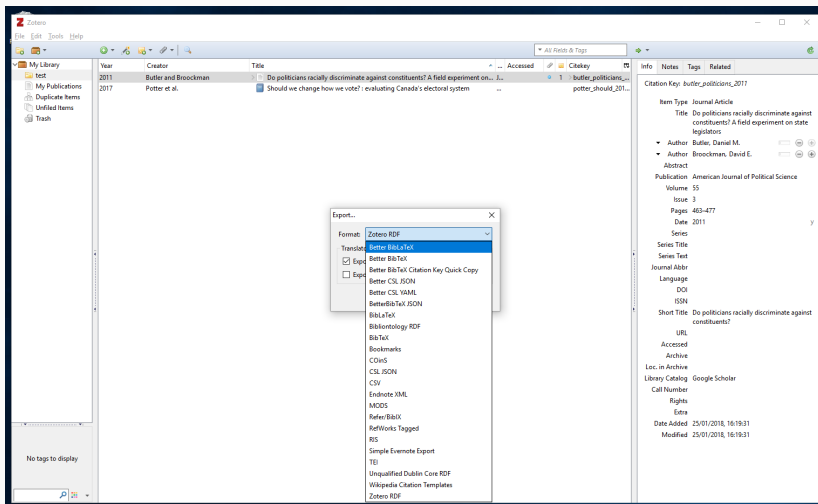 Zotero
File Edit Tools Help
All Fields & Tags
My Library
test
My Publications
Duplicate Items
Unfiled Items
Trash
No tags to display
Year Creator Title ... Accessed Citekey
2011 Butler and Broockman Do politicians racially discriminate against constituents? A field experiment on... J... 1 butler_politicians_...
2017 Potter et al. Should we change how we vote? : evaluating Canada's electoral system ... potter_should_201...
Export...
Format: Zotero RDF
Translato
Expo
Expo
Better BibLaTeX
Better BibTeX
Better BibTeX Citation Key Quick Copy
Better CSL JSON
Better CSL YAML
BetterBibTeX JSON
BibLaTeX
Bibliontology RDF
BibTeX
Bookmarks
COinS
CSL JSON
CSV
Endnote XML
MODS
Refer/BibIX
RefWorks Tagged
RIS
Simple Evernote Export
TEI
Unqualified Dublin Core RDF
Wikipedia Citation Templates
Zotero RDF
Info Notes Tags Related
Citation Key: butler_politicians_2011
Item Type Journal Article
Title Do politicians racially discriminate against
constituents? A field experiment on state
legislators
Author Butler, Daniel M.
Author Broockman, David E.
Abstract
Publication American Journal of Political Science
Volume 55
Issue 3
Pages 463–477
Date 2011 y
Series
Series Title
Series Text
Journal Abbr
Language
DOI
ISSN
Short Title Do politicians racially discriminate against
constituents?
URL
Accessed
Archive
Loc. in Archive
Library Catalog Google Scholar
Call Number
Rights
Extra
Date Added 25/01/2018, 16:19:31
Modified 25/01/2018, 16:19:31